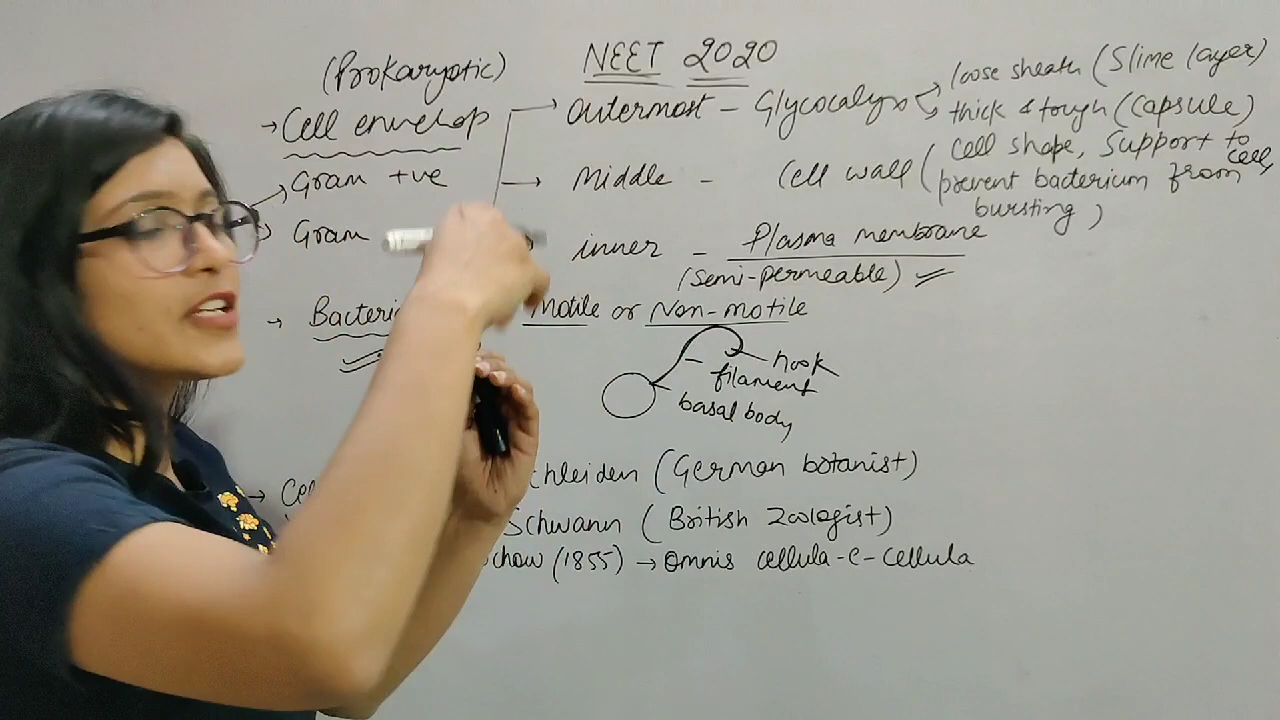 NEET 2020
(Prokaryotic)
→ Cell envelop
→ outermost - Glycocalyx
loose sheath (Slime layer)
thick & tough (capsule)
→ Gram +ve
→ Middle - Cell wall (cell shape, Support to cell,
prevent bacterium from
bursting)
Gram
inner - Plasma membrane
(semi-permeable)
→ Bacteri
Motile or Non-motile
hook
filament
basal body
→ Ce
chleiden (German botanist)
Schwann (British Zoologist)
chow (1855) → Omnis cellula-e-cellula